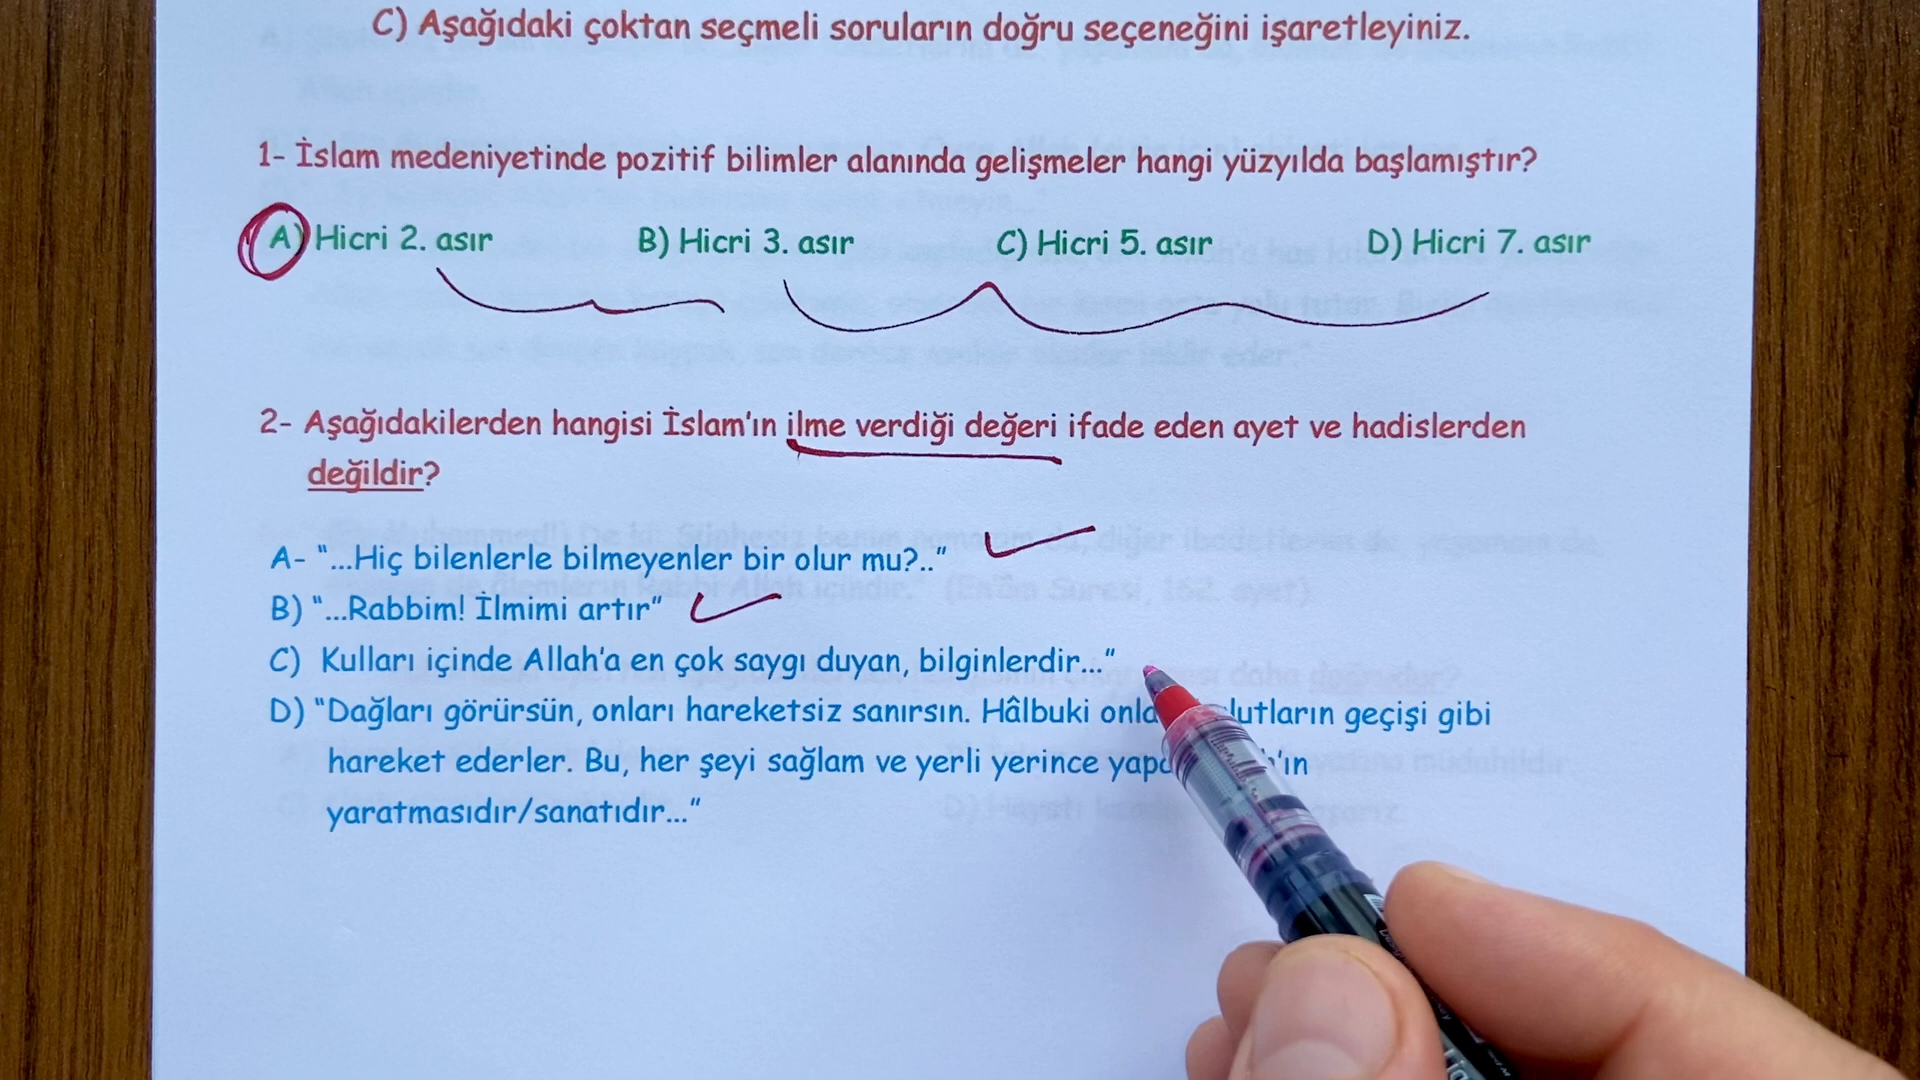 C) Aşağıdaki çoktan seçmeli soruların doğru seçeneğini işaretleyiniz.
1- İslam medeniyetinde pozitif bilimler alanında gelişmeler hangi yüzyılda başlamıştır?
A) Hicri 2. asır B) Hicri 3. asır C) Hicri 5. asır D) Hicri 7. asır
2- Aşağıdakilerden hangisi İslam'ın ilme verdiği değeri ifade eden ayet ve hadislerden
değildir?
A- "...Hiç bilenlerle bilmeyenler bir olur mu?.."
B) "...Rabbim! İlmimi artır"
C) Kulları içinde Allah'a en çok saygı duyan, bilginlerdir..."
D) "Dağları görürsün, onları hareketsiz sanırsın. Hâlbuki geçişi gibi
hareket ederler. Bu, her şeyi sağlam ve yerli yerince
yaratmasıdır/sanatıdır..."